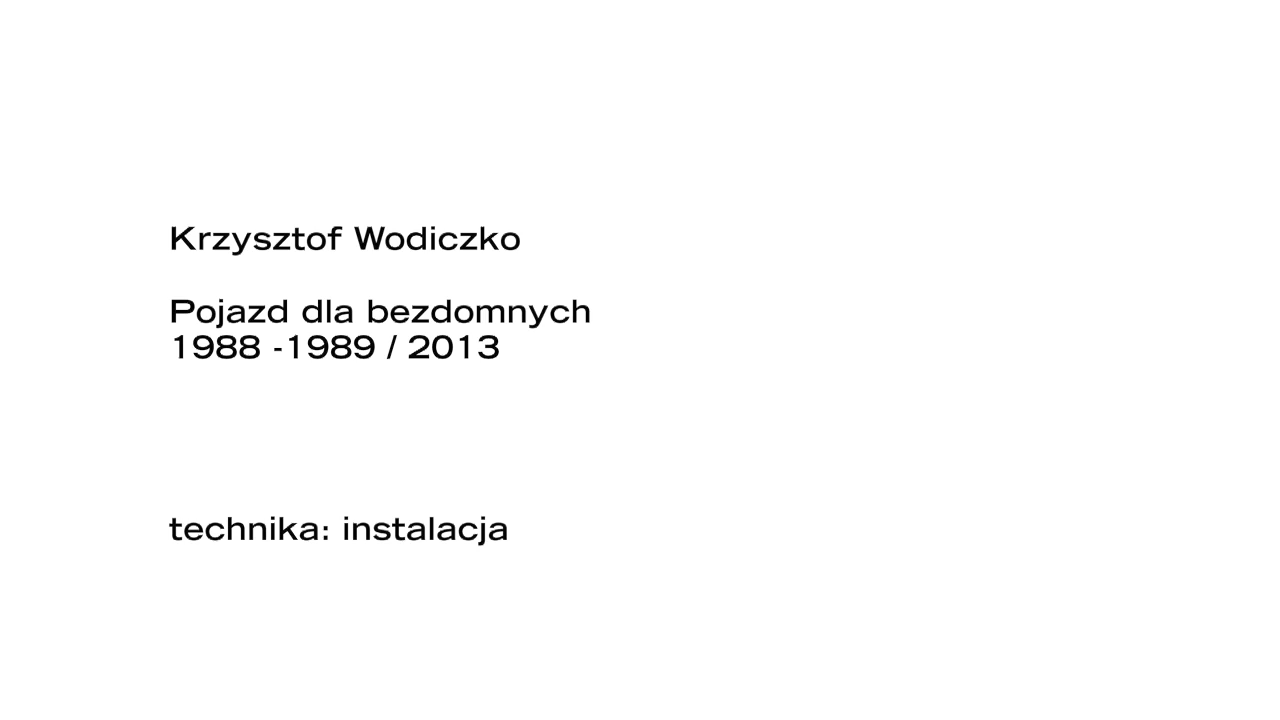 Krzysztof Wodiczko
Pojazd dla bezdomnych
1988 -1989 / 2013
technika: instalacja